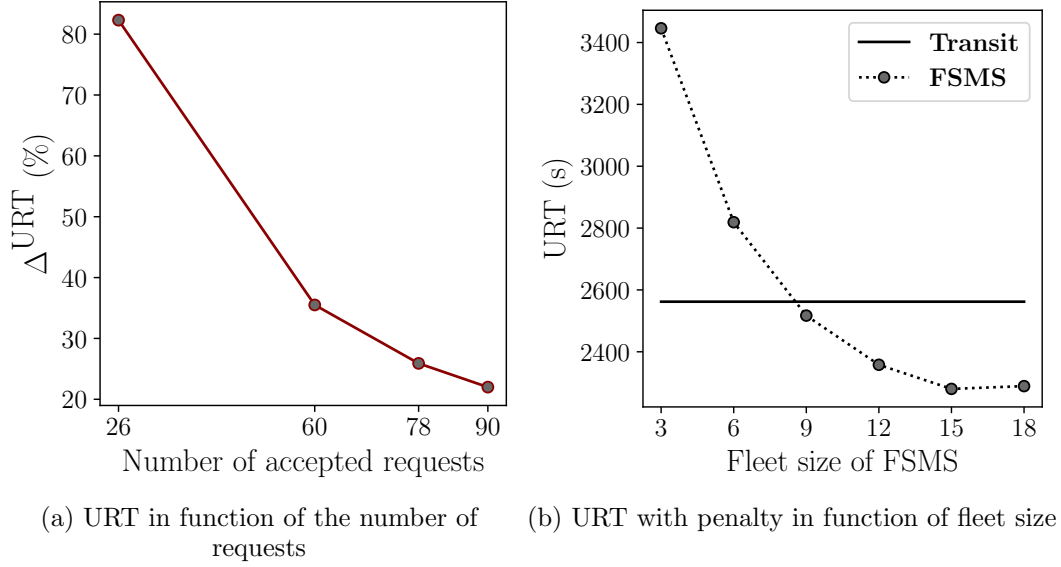 80
70
60
50
40
30
20
Δ^URT (%)
26
60
78
90
Number of accepted requests
(a) URT in function of the number of
requests
3400
3200
3000
2800
2600
2400
URT (s)
Transit
FSMS
3
6
9
12
15
18
Fleet size of FSMS
(b) URT with penalty in function of fleet size